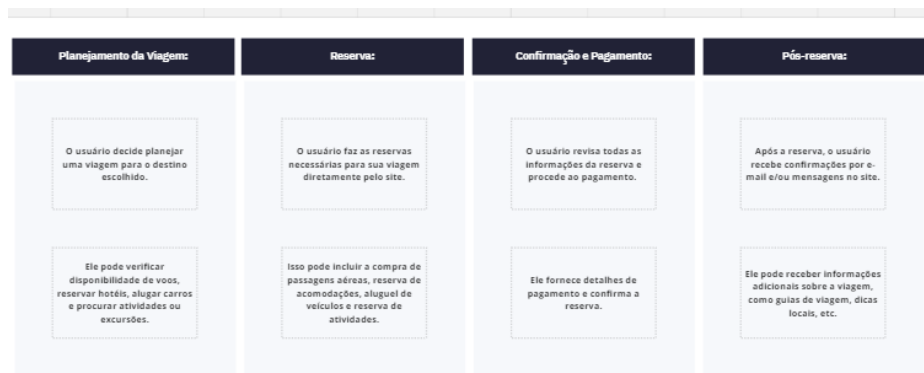 Planejamento da Viagem:
Reserva:
Confirmação e Pagamento:
Pós-reserva:
O usuário decide planejar
uma viagem para o destino
escolhido.
O usuário faz as reservas
necessárias para sua viagem
diretamente pelo site.
O usuário revisa todas as
informações da reserva e
procede ao pagamento.
Após a reserva, o usuário
recebe confirmações por e-
mail e/ou mensagens no site.
Ele pode verificar
disponibilidade de voos,
reservar hotéis, alugar carros
e procurar atividades ou
excursões.
Isso pode incluir a compra de
passagens aéreas, reserva de
acomodações, aluguel de
veículos e reserva de
atividades.
Ele fornece detalhes de
pagamento e confirma a
reserva.
Ele pode receber informações
adicionais sobre a viagem,
como guias de viagem, dicas
locais, etc.